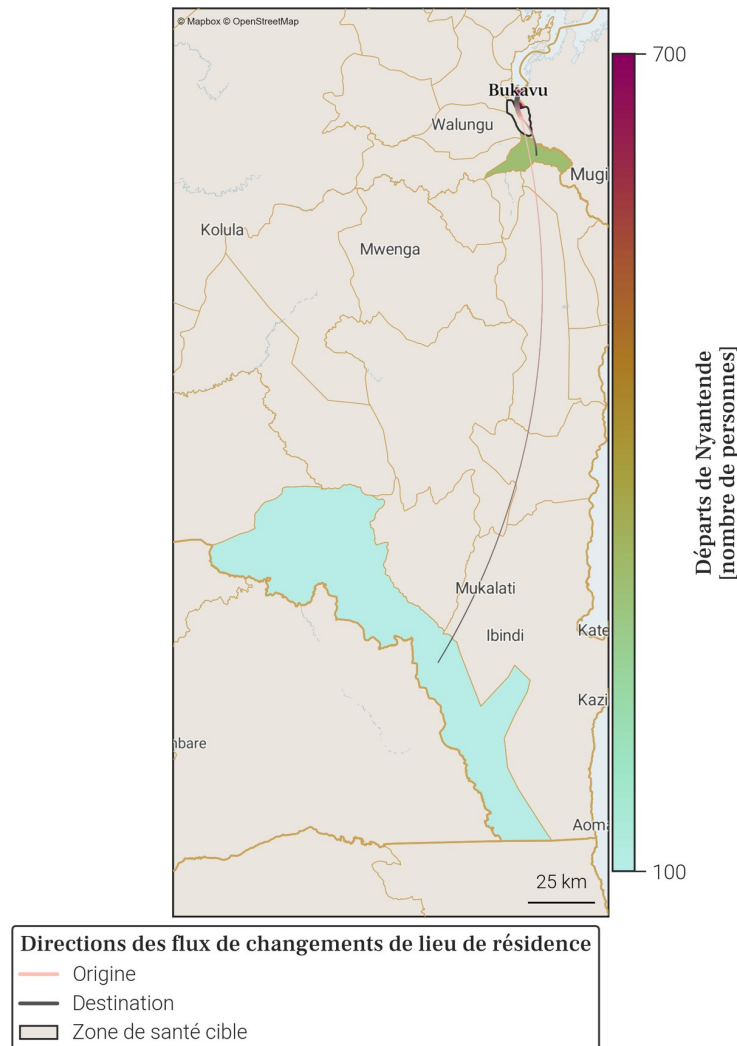 © Mapbox © OpenStreetMap
700
Bukavu
Walungu
Mugi
Kolula
Mwenga
Départs de Nyantende
[nombre de personnes]
Mukalati
Ibindi
Kate
Kazi
nbare
Aoma
100
25 km
Directions des flux de changements de lieu de résidence
Origine
Destination
Zone de santé cible